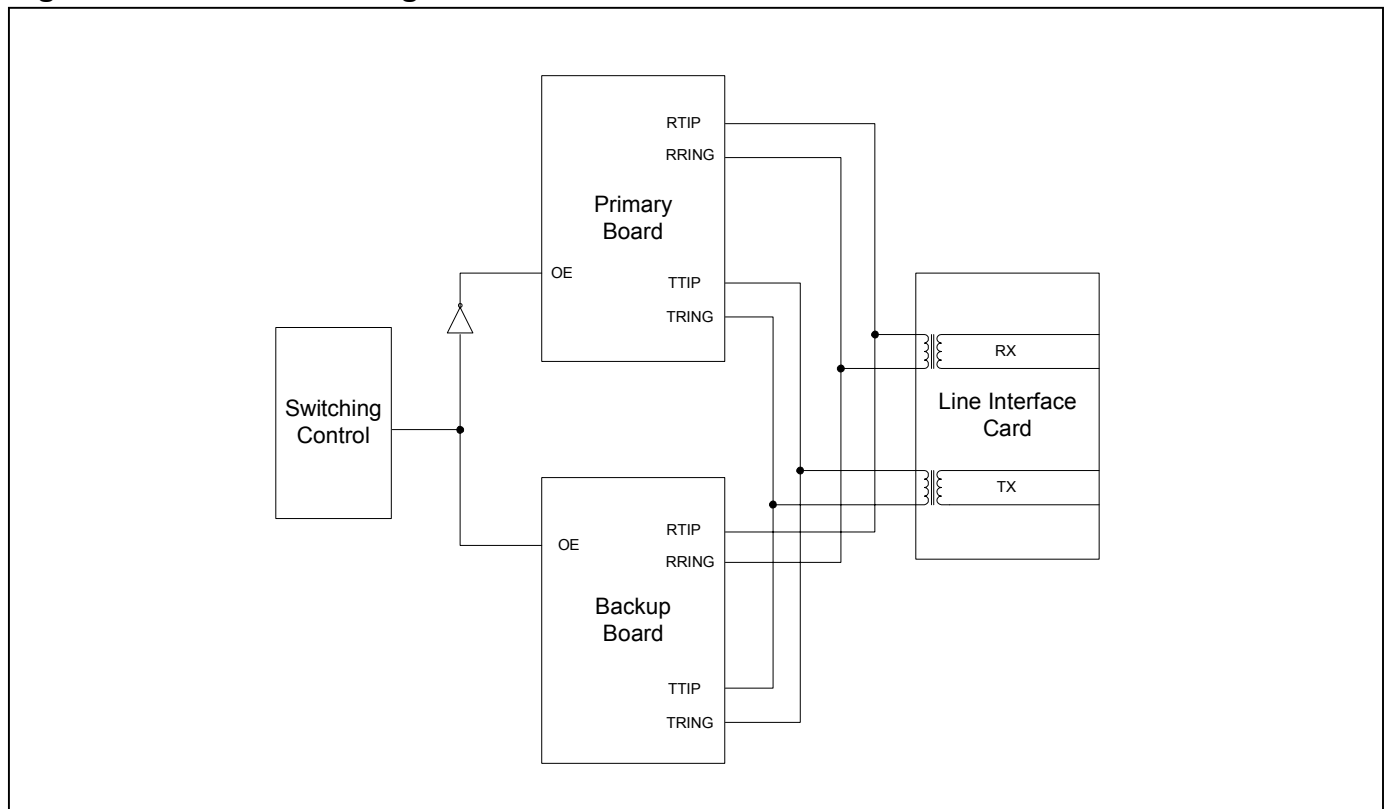 RTIP
RRING
Primary
Board
OE
TTIP
TRING
Switching
Control
RX
Line Interface
Card
TX
RTIP
OE
RRING
Backup
Board
TTIP
TRING